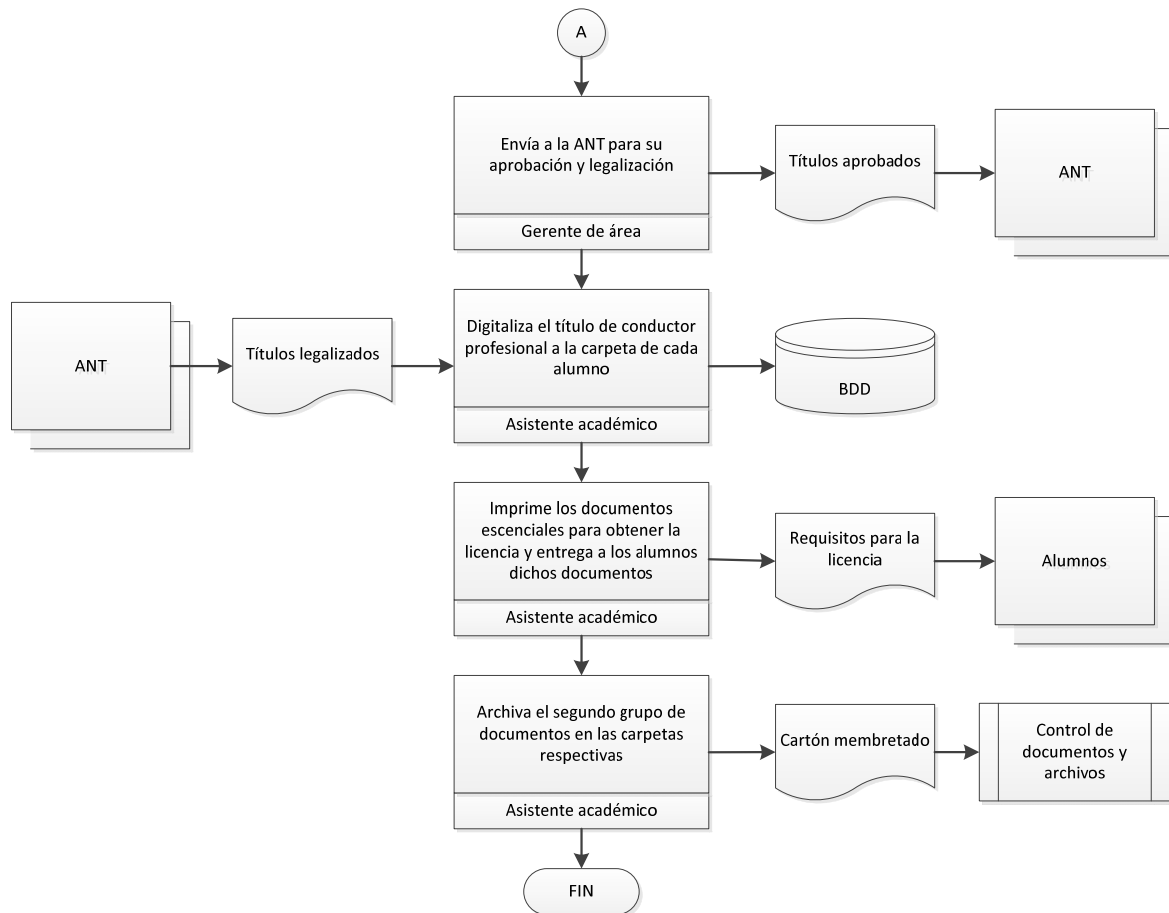 A
Envía a la ANT para su
aprobación y legalización
Gerente de área
Títulos aprobados
ANT
ANT
Títulos legalizados
Digitaliza el título de conductor
profesional a la carpeta de cada
alumno
Asistente académico
BDD
Imprime los documentos
escenciales para obtener la
licencia y entrega a los alumnos
dichos documentos
Asistente académico
Requisitos para la
licencia
Alumnos
Archiva el segundo grupo de
documentos en las carpetas
respectivas
Asistente académico
Cartón membretado
Control de
documentos y
archivos
FIN